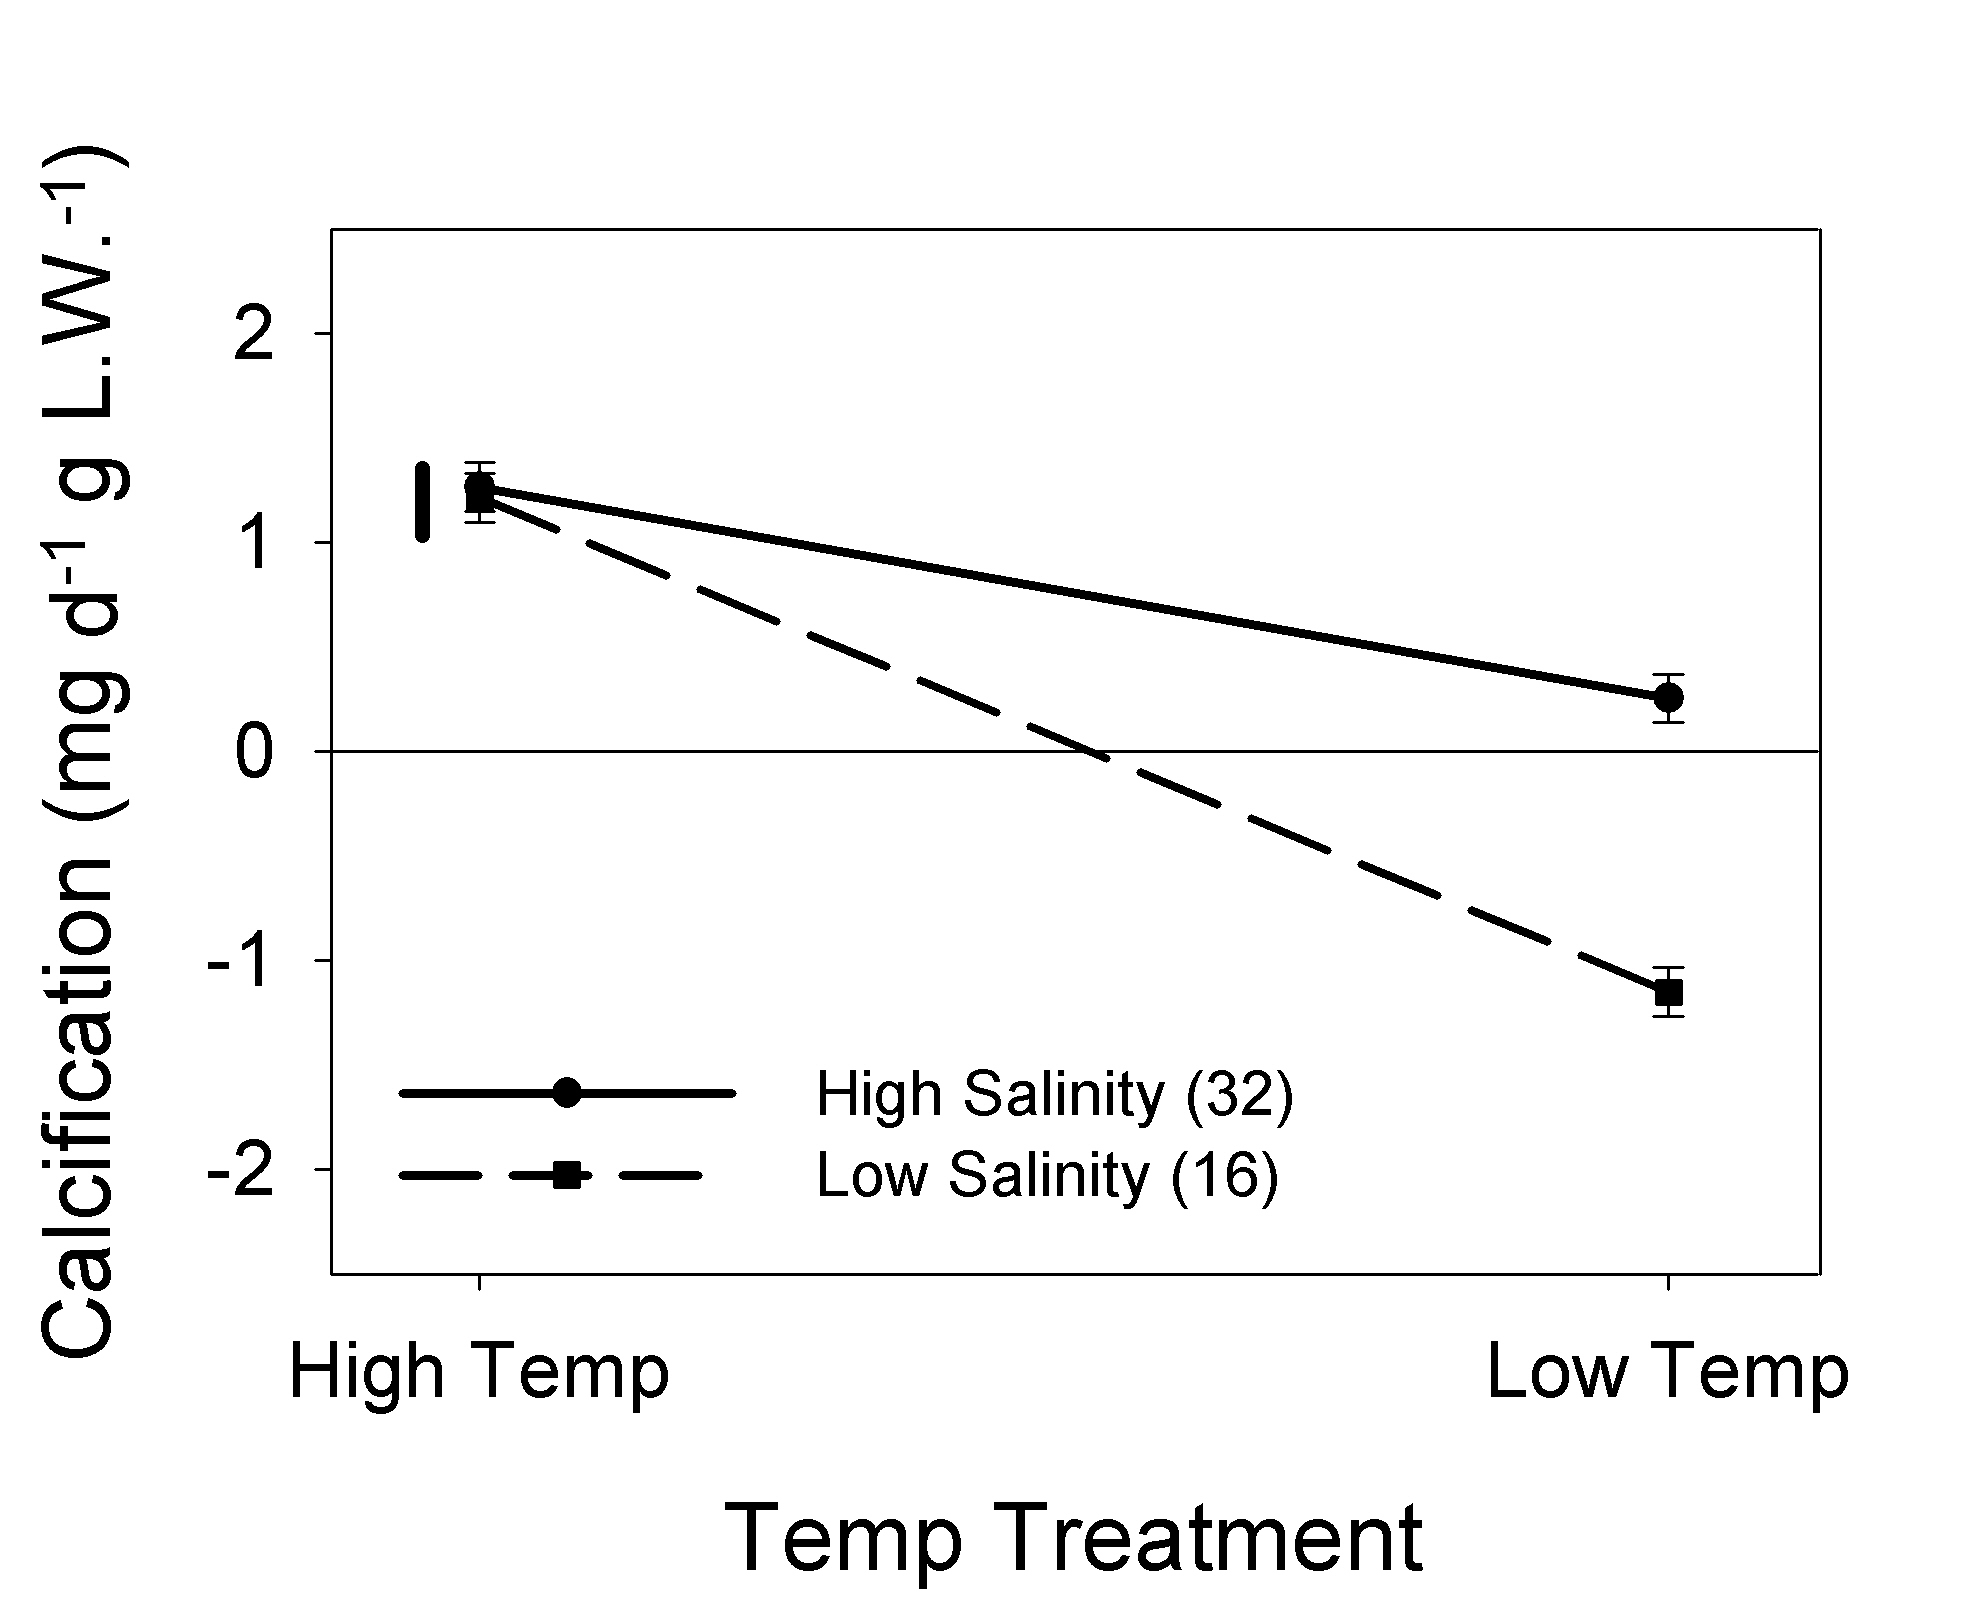 Calcification (mg d-1 g L.W.-1)
2
1
0
-1
-2
High Salinity (32)
Low Salinity (16)
High Temp
Low Temp
Temp Treatment